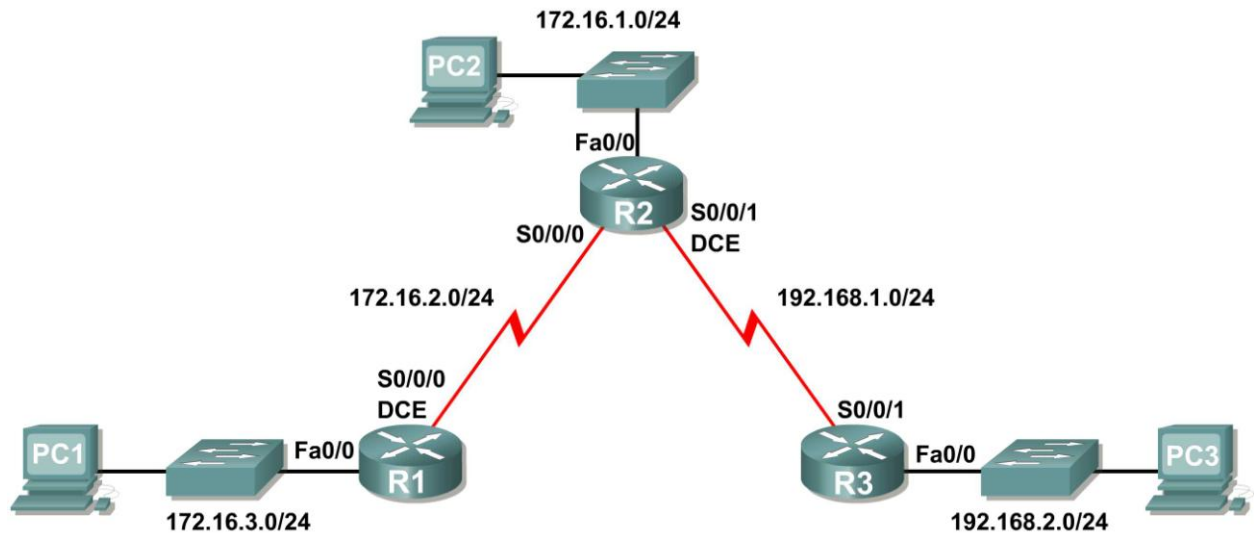 172.16.1.0/24
PC2
Fa0/0
R2
S0/0/0
S0/0/1
DCE
172.16.2.0/24
192.168.1.0/24
S0/0/0
DCE
S0/0/1
PC1
Fa0/0
R1
R3
Fa0/0
PC3
172.16.3.0/24
192.168.2.0/24